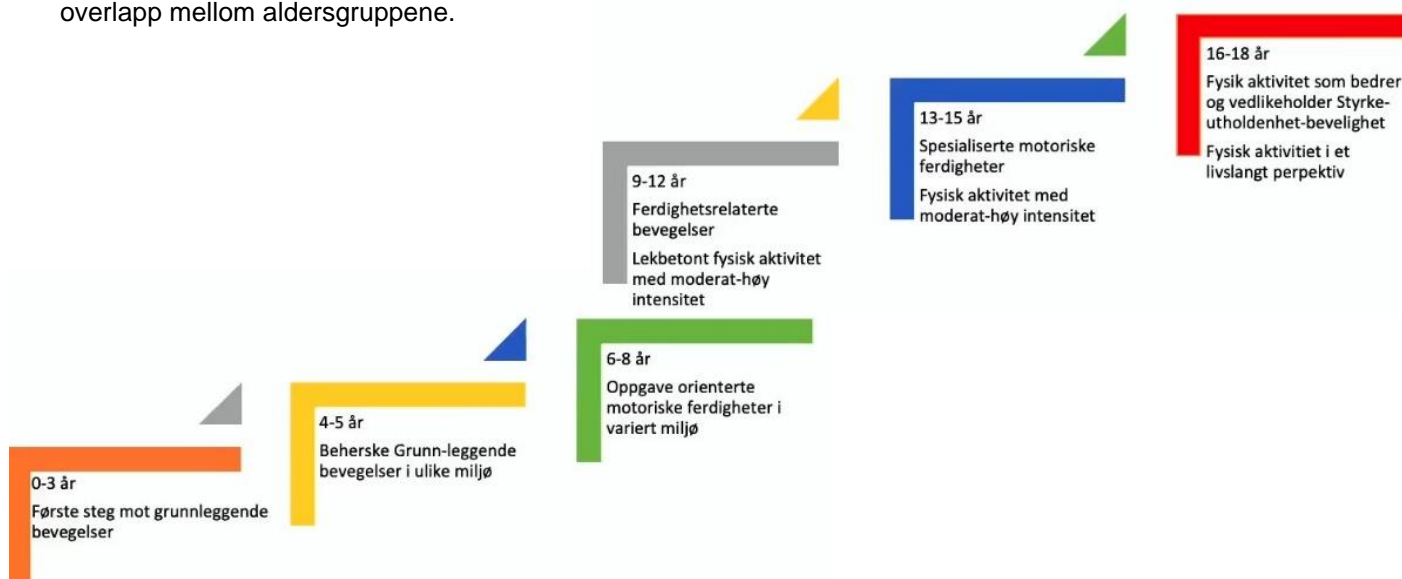 overlapp mellom aldersgruppene.
0-3 år
Første steg mot grunnleggende
bevegelser
4-5 år
Beherske Grunn-leggende
bevegelser i ulike miljø
6-8 år
Oppgave orienterte
motoriske ferdigheter i
variert miljø
9-12 år
Ferdighetsrelaterte
bevegelser
Lekbetont fysisk aktivitet
med moderat-høy
intensitet
13-15 år
Spesialiserte motoriske
ferdigheter
Fysisk aktivitet med
moderat-høy intensitet
16-18 år
Fysik aktivitet som bedrer
og vedlikeholder Styrke-
utholdenhet-bevelighet
Fysisk aktivitiet i et
livslangt perpektiv